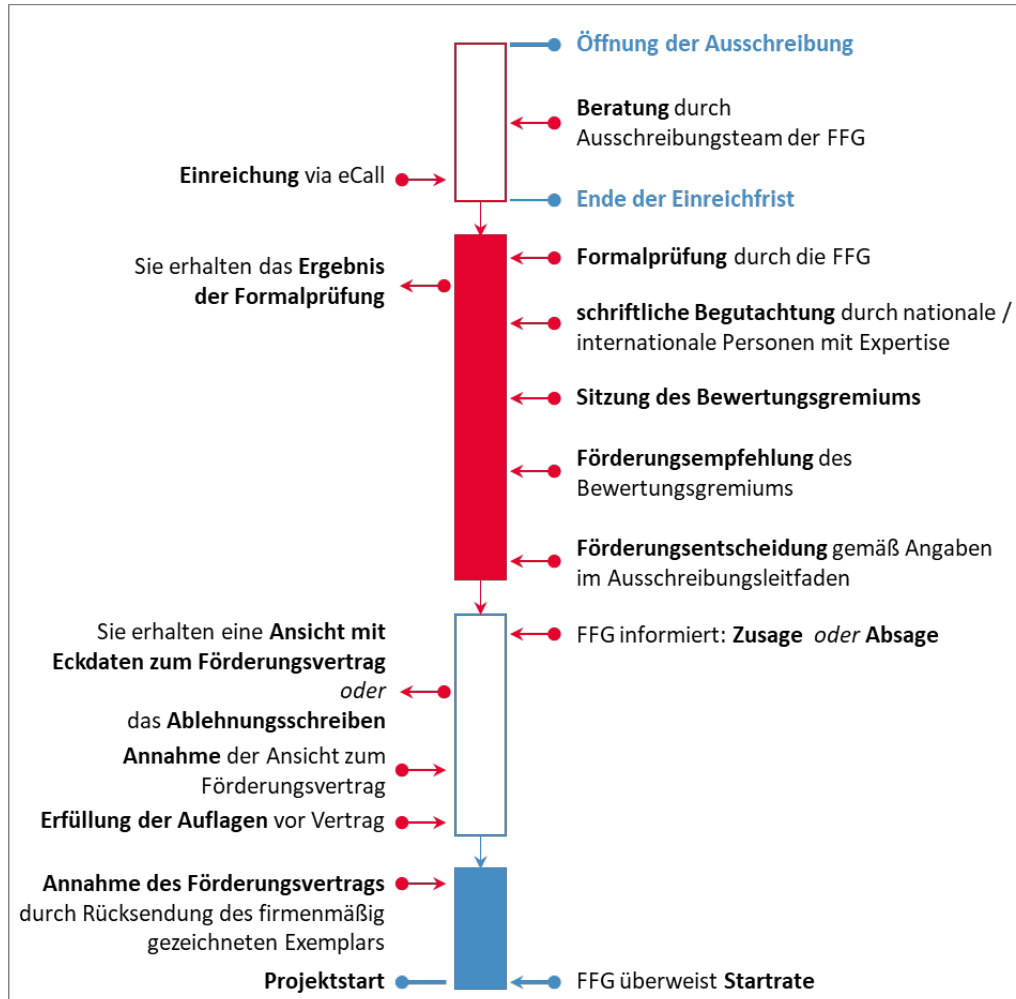 Öffnung der Ausschreibung
Beratung durch
Ausschreibungsteam der FFG
Einreichung via eCall
Ende der Einreichfrist
Formalprüfung durch die FFG
Sie erhalten das Ergebnis
der Formalprüfung
schriftliche Begutachtung durch nationale /
internationale Personen mit Expertise
Sitzung des Bewertungsgremiums
Förderungsempfehlung des
Bewertungsgremiums
Förderungsentscheidung gemäß Angaben
im Ausschreibungsleitfaden
FFG informiert: Zusage oder Absage
Sie erhalten eine Ansicht mit
Eckdaten zum Förderungsvertrag
oder
das Ablehnungsschreiben
Annahme der Ansicht zum
Förderungsvertrag
Erfüllung der Auflagen vor Vertrag
Annahme des Förderungsvertrags
durch Rücksendung des firmenmäßig
gezeichneten Exemplars
Projektstart
FFG überweist Startrate